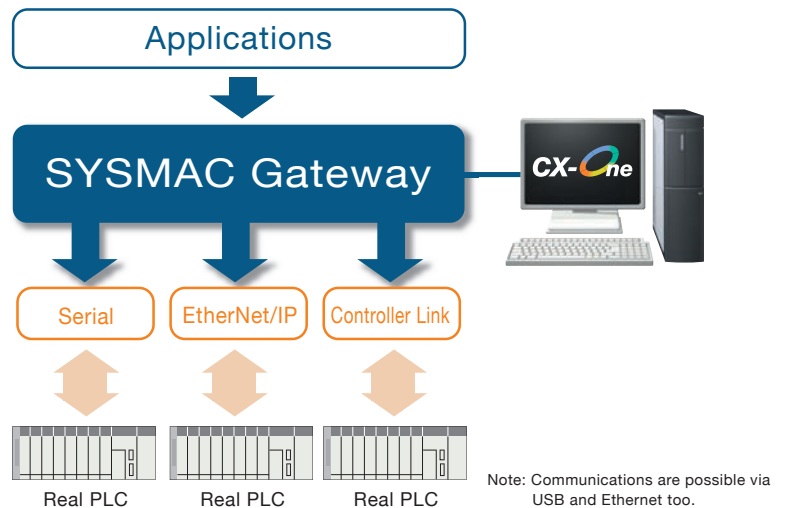 Applications
SYSMAC Gateway
CX-One
Serial
EtherNet/IP
Controller Link
Real PLC
Real PLC
Real PLC
Note: Communications are possible via
USB and Ethernet too.